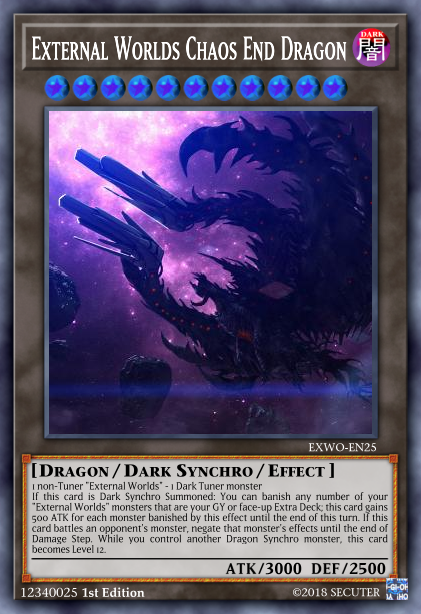 External Worlds Chaos End Dragon
DARK
闇
EXWO-EN25
[Dragon / Dark Synchro / Effect ]
1 non-Tuner "External Worlds" - 1 Dark Tuner monster
If this card is Dark Synchro Summoned: You can banish any number of your
"External Worlds" monsters that are your GY or face-up Extra Deck; this card gains
500 ATK for each monster banished by this effect until the end of this turn. If this
card battles an opponent's monster, negate that monster's effects until the end of
Damage Step. While you control another Dragon Synchro monster, this card
becomes Level 12.
ATK/3000 DEF/2500
12340025 1st Edition
©2018 SECUTER